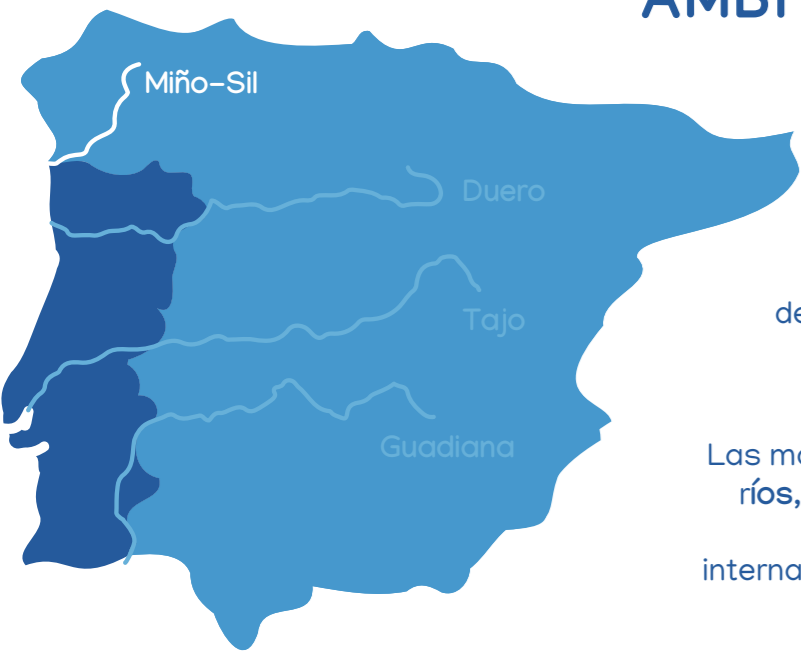 AMBI
Miño-Sil
Duero
Tajo
de
Guadiana
Las ma
ríos,
interna